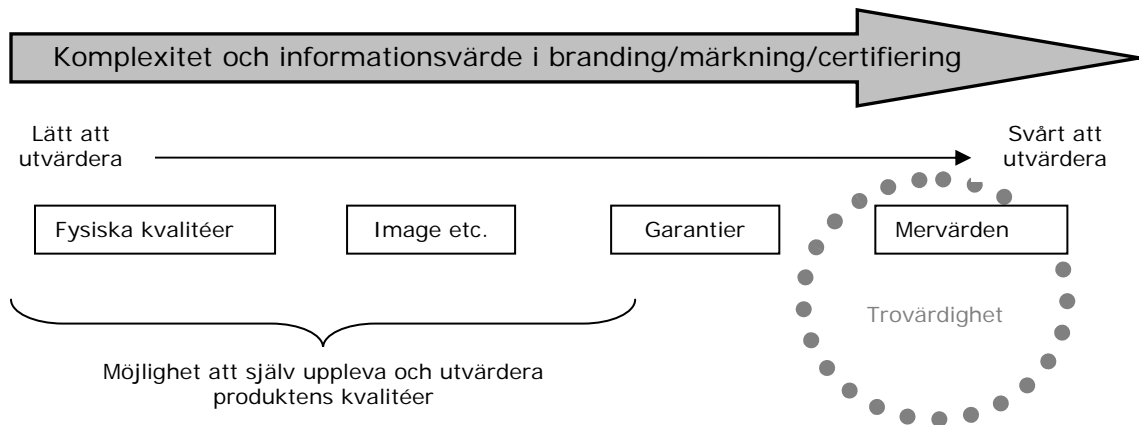 Komplexitet och informationsvärde i branding/märkning/certifiering
Lätt att
utvärdera
Svårt att
utvärdera
Fysiska kvalitéer
Image etc.
Garantier
Mervärden
Trovärdighet
Möjlighet att själv uppleva och utvärdera
produktens kvalitéer